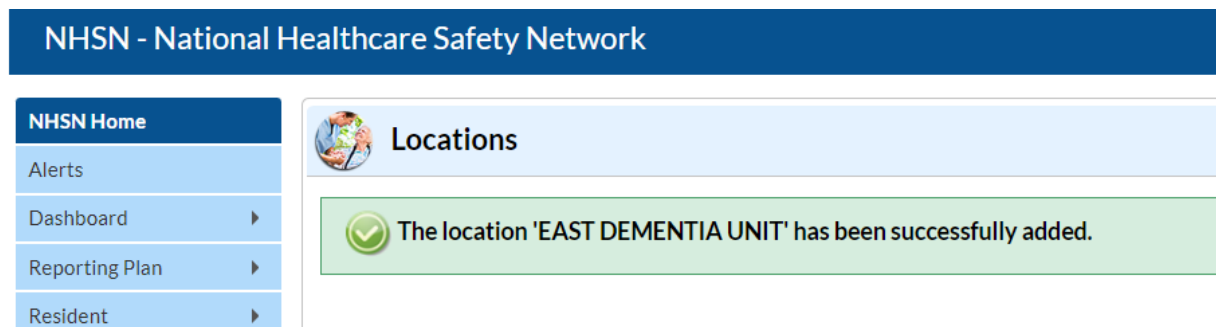 NHSN - National Healthcare Safety Network
NHSN Home
Alerts
Dashboard
Reporting Plan
Resident
Locations
The location 'EAST DEMENTIA UNIT' has been successfully added.